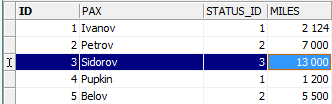 ID PAX STATUS_ID MILES
1 Ivanov 1 2 124
2 Petrov 2 7 000
3 Sidorov 3 13 000
4 Pupkin 1 1 200
5 Belov 2 5 500